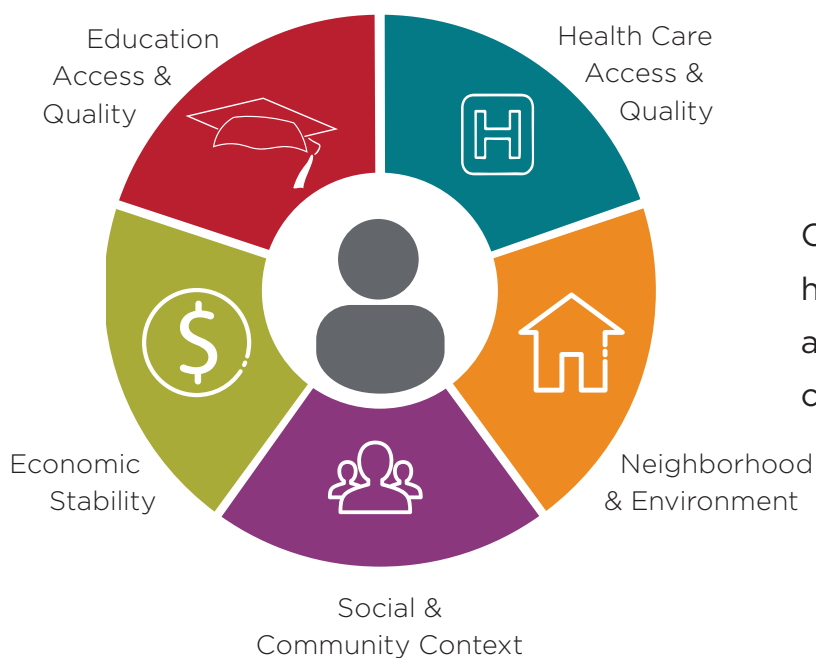 Education
Access &
Quality
Health Care
Access &
Quality
H
$
Economic
Stability
Neighborhood
& Environment
Social &
Community Context